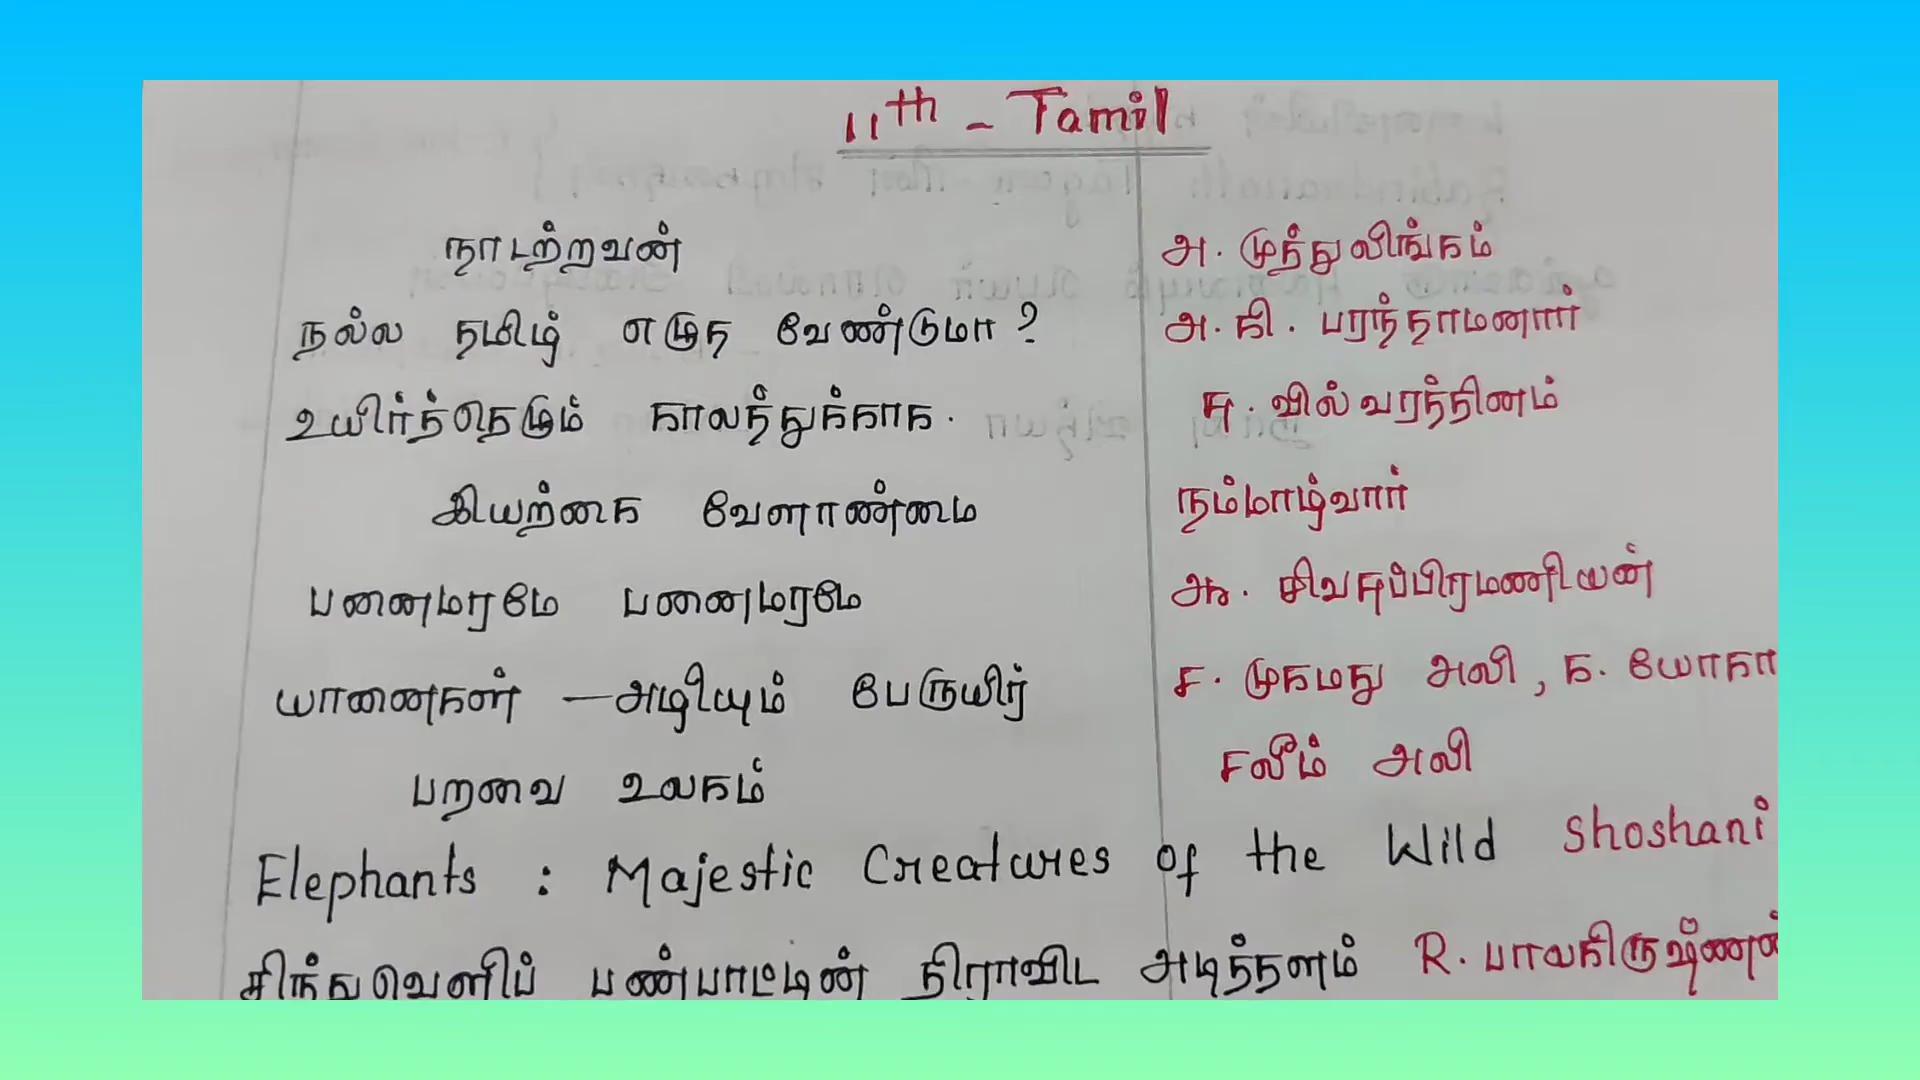 11th - Tamil
நாடற்றவன் அ. முத்துலிங்கம்
நல்ல தமிழ் எழுத வேண்டுமா? அ. கி. பரந்தாமனார்
உயிர்த்தெழும் காலத்துக்காக. சு. வில்வரத்தினம்
இயற்கை வேளாண்மை நம்மாழ்வார்
பனைமரமே பனைமரமே ஆ. சிவசுப்பிரமணியன்
யானைகள் – அழியும் பேருயிர் ச. முகமது அலி, க. யோகா
பறவை உலகம் சலீம் அலி
Elephants : Majestic Creatures of the Wild Shoshani
சிந்துவெளிப் பண்பாட்டின் திராவிட அடித்தளம் R. பாலகிருஷ்ணன்